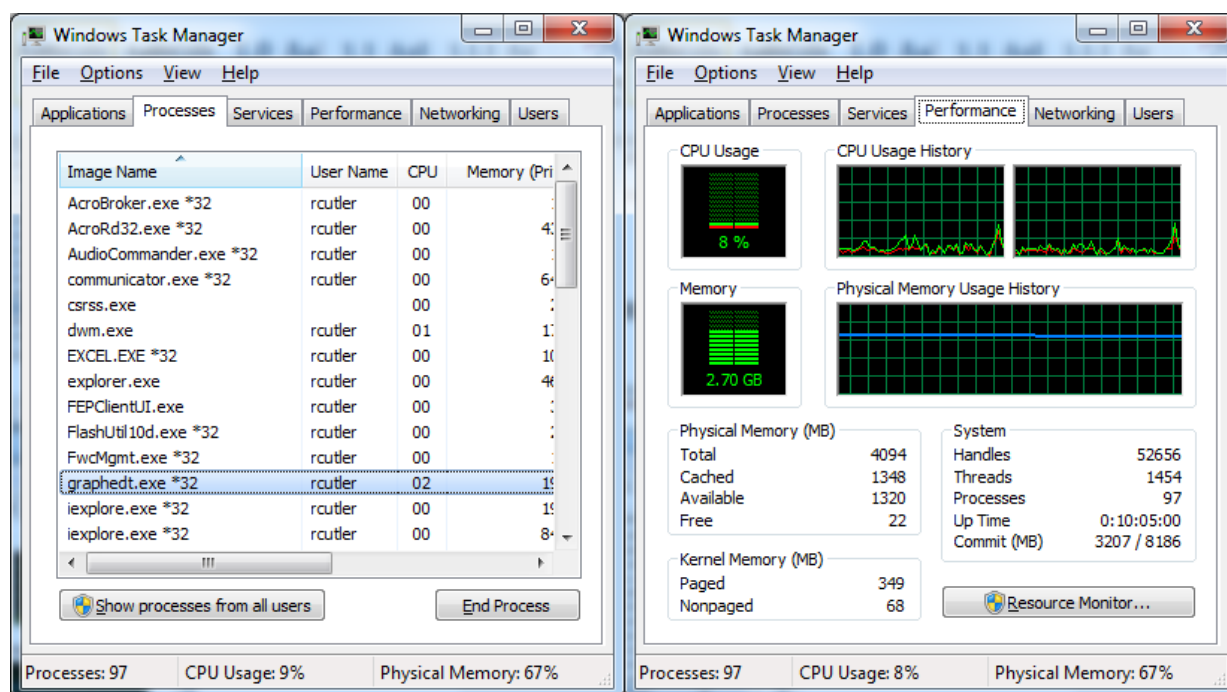 Windows Task Manager
File Options View Help
Applications Processes Services Performance Networking Users
Image Name User Name CPU Memory (Pri
AcroBroker.exe *32 rcutler 00
AcroRd32.exe *32 rcutler 00
AudioCommander.exe *32 rcutler 00
communicator.exe *32 rcutler 00
csrss.exe 00
dwm.exe rcutler 01
EXCEL.EXE *32 rcutler 00
explorer.exe rcutler 00
FEPClientUI.exe rcutler 00
FlashUtil10d.exe *32 rcutler 00
FwcMgmt.exe *32 rcutler 00
graphedt.exe *32 rcutler 02
iexplore.exe *32 rcutler 00
iexplore.exe *32 rcutler 00
Show processes from all users End Process
Processes: 97 CPU Usage: 9% Physical Memory: 67%
Windows Task Manager
File Options View Help
Applications Processes Services Performance Networking Users
CPU Usage CPU Usage History
8 %
Memory Physical Memory Usage History
2.70 GB
Physical Memory (MB)
Total 4094
Cached 1348
Available 1320
Free 22
Kernel Memory (MB)
Paged 349
Nonpaged 68
System
Handles 52656
Threads 1454
Processes 97
Up Time 0:10:05:00
Commit (MB) 3207 / 8186
Resource Monitor...
Processes: 97 CPU Usage: 8% Physical Memory: 67%